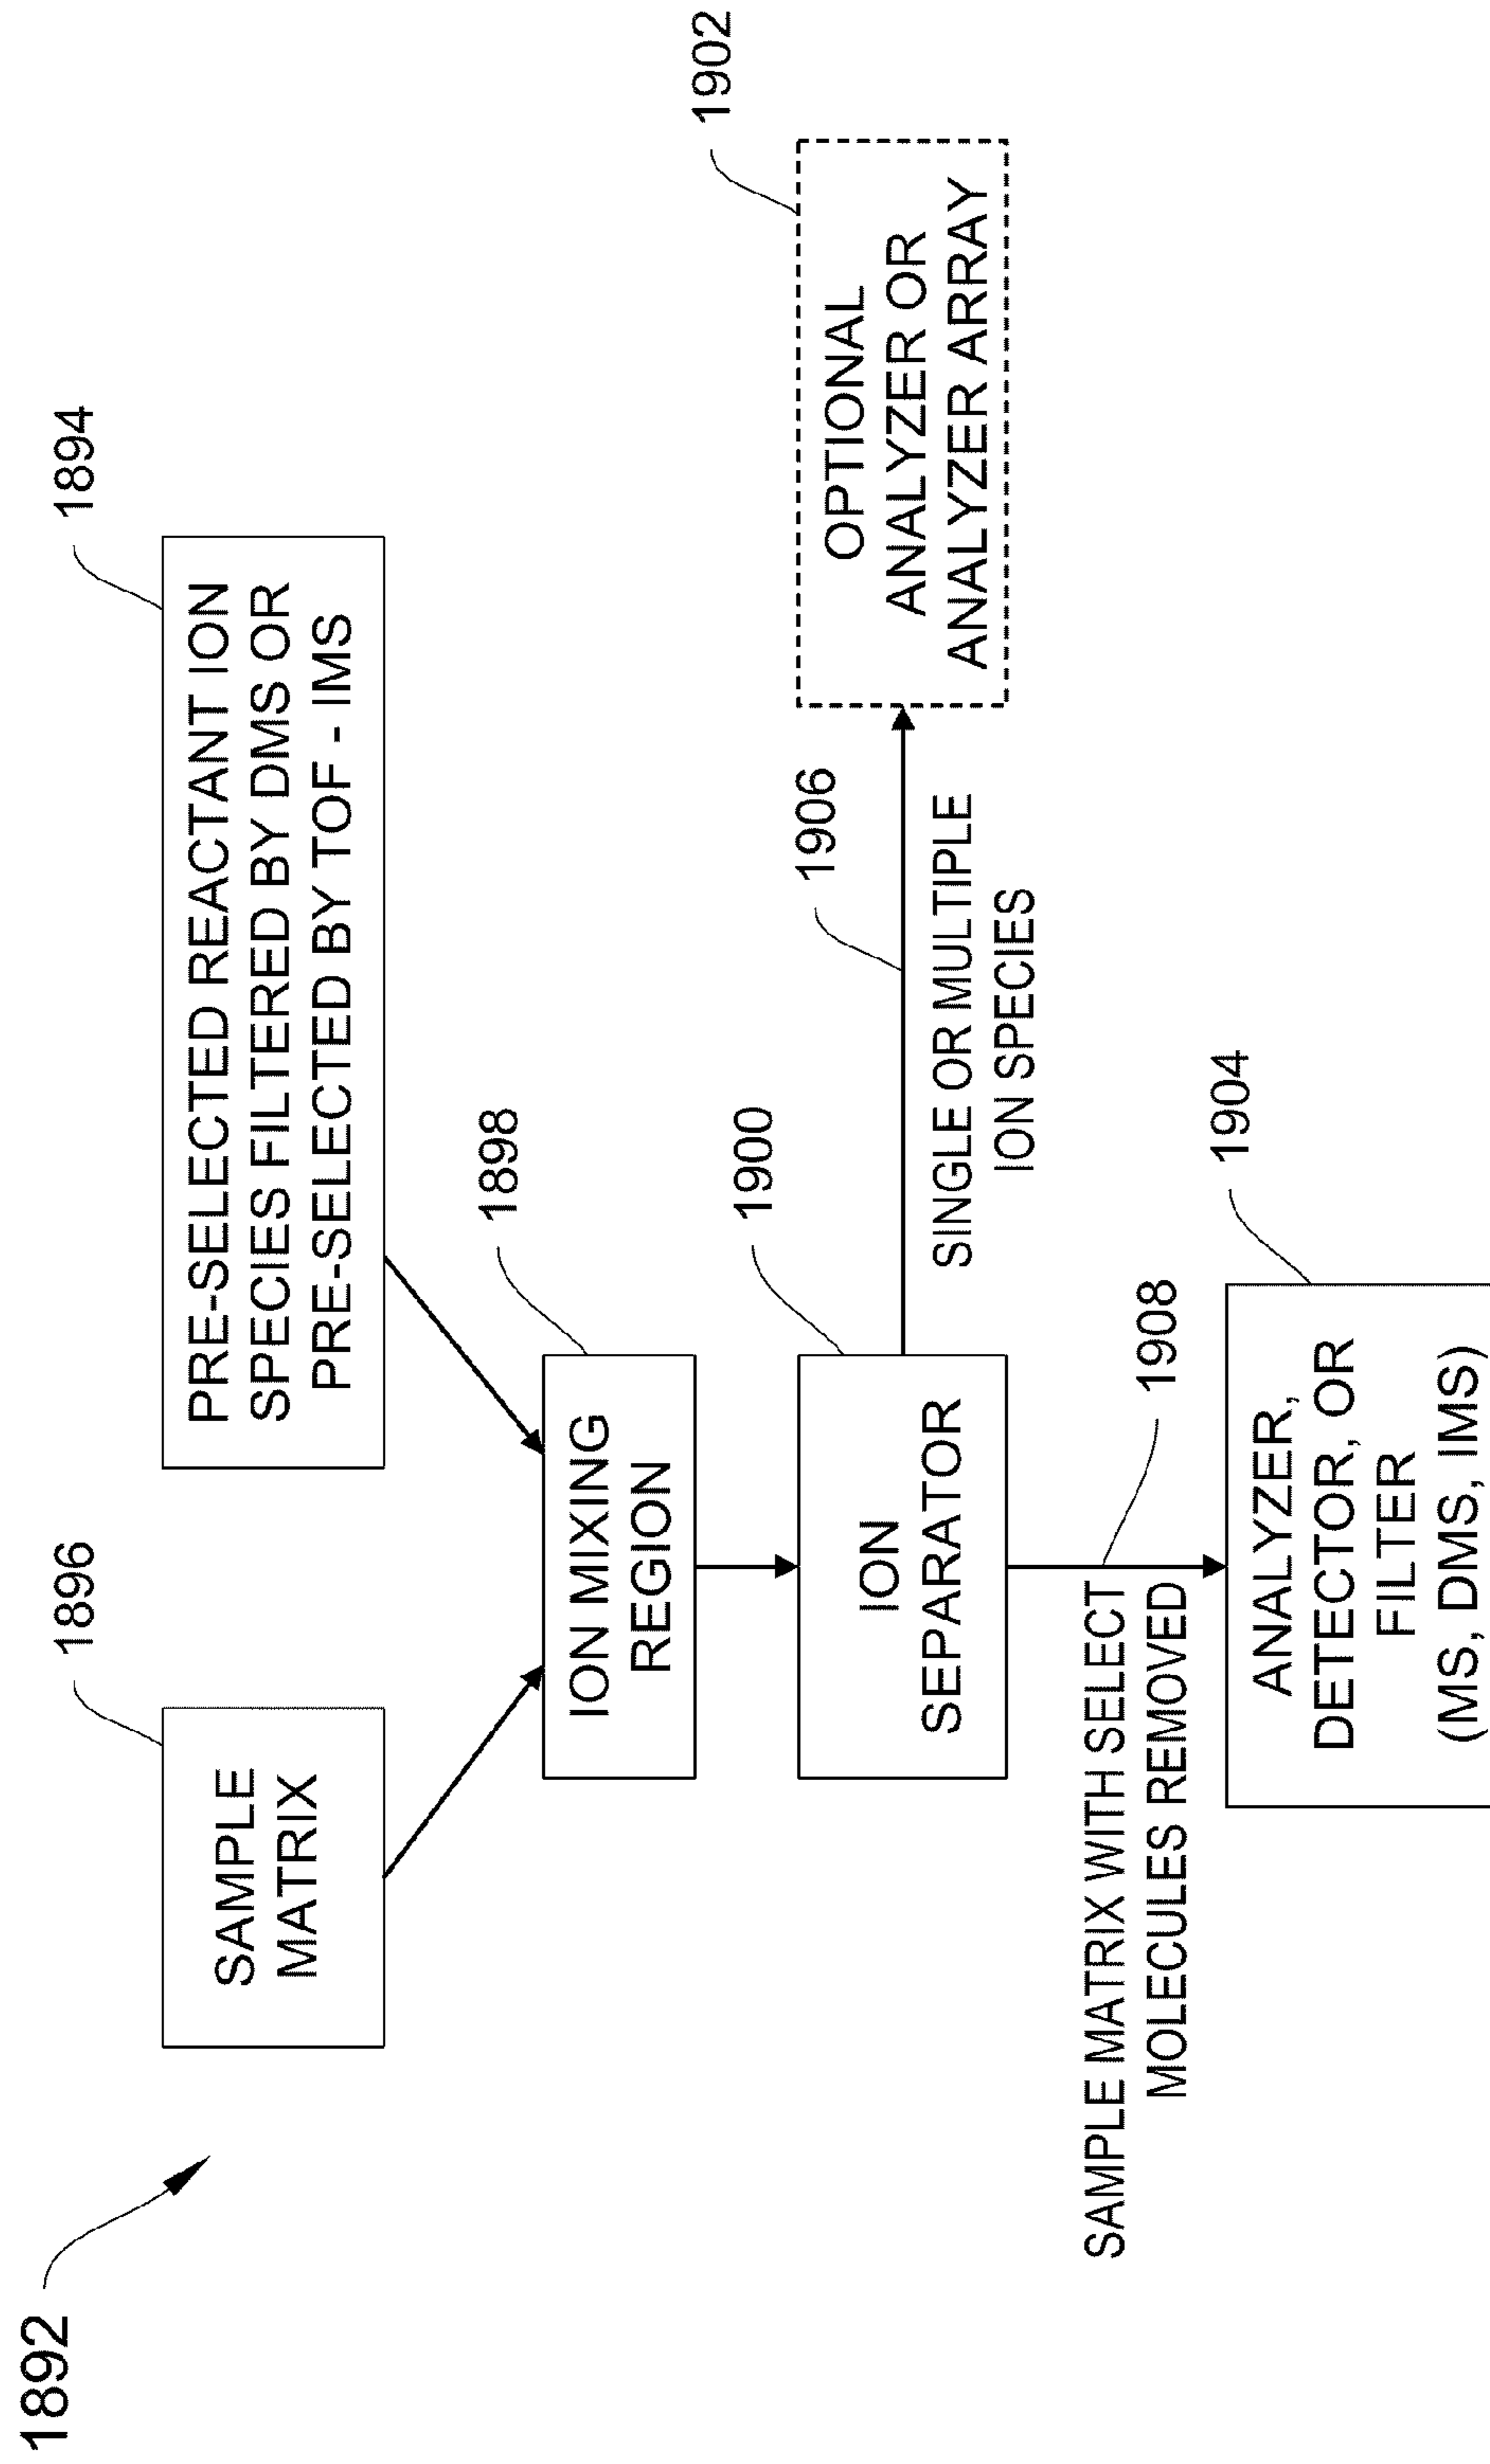 1892
1896
SAMPLE
MATRIX
1894
PRE-SELECTED REACTANT ION
SPECIES FILTERED BY DMS OR
PRE-SELECTED BY TOF - IMS
1898
ION MIXING
REGION
1900
ION
SEPARATOR
1906
SINGLE OR MULTIPLE
ION SPECIES
1902
OPTIONAL
ANALYZER OR
ANALYZER ARRAY
1908
SAMPLE MATRIX WITH SELECT
MOLECULES REMOVED
1904
ANALYZER,
DETECTOR, OR
FILTER
(MS, DMS, IMS)